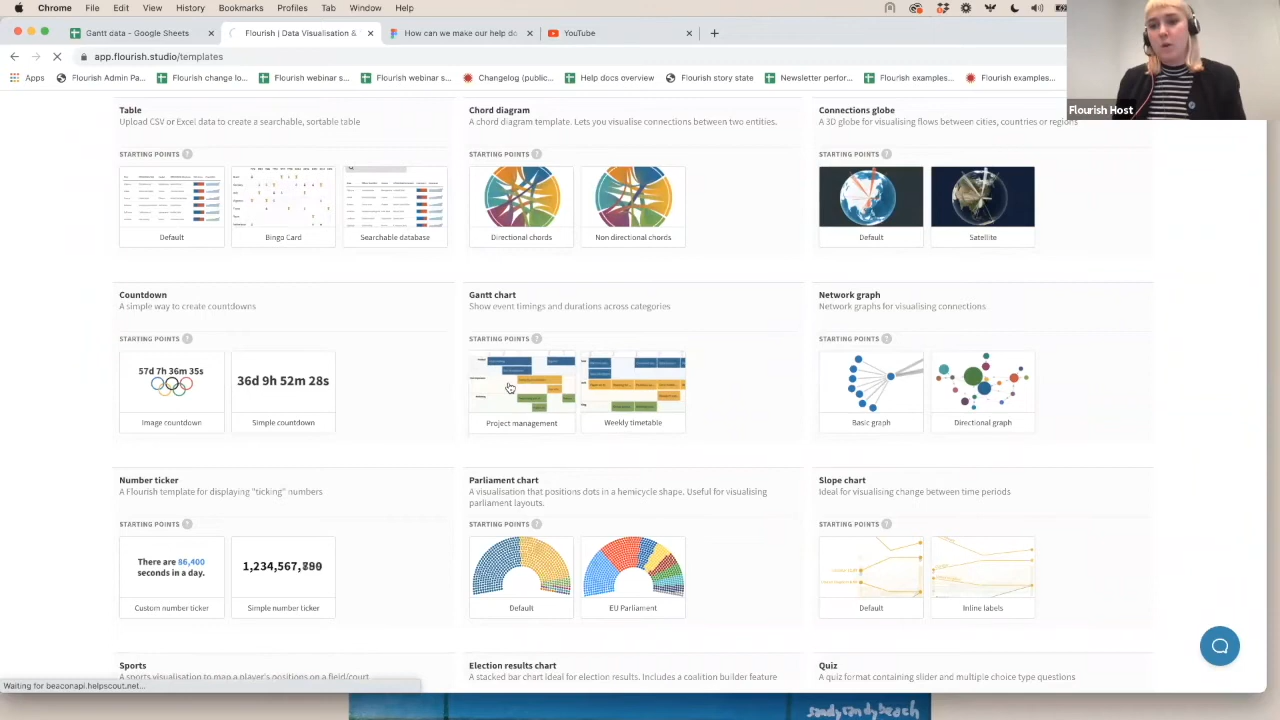 Chrome File Edit View History Bookmarks Profiles Tab Window Help
Gantt data - Google Sheets
Flourish | Data Visualisation &
How can we make our help do
YouTube
app.flourish.studio/templates
Apps
Flourish Admin Pa...
Flourish change lo...
Flourish webinar s...
Flourish webinar s...
Changelog (public...
Help docs overview
Flourish key state
Newsletter perfor...
Flourish examples...
Flourish examples...
Flourish Host
Table
Upload CSV or Excel data to create a searchable, sortable table
STARTING POINTS ?
Default
Bingo Card
Searchable database
Chord diagram
A chord diagram template. Lets you visualise connections between two entities.
STARTING POINTS ?
Directional chords
Non directional chords
Connections globe
A 3D globe for visualising flows between cities, countries or regions
STARTING POINTS ?
Default
Satellite
Countdown
A simple way to create countdowns
STARTING POINTS ?
57d 7h 36m 35s
Image countdown
36d 9h 52m 28s
Simple countdown
Gantt chart
Show event timings and durations across categories
STARTING POINTS ?
Project management
Weekly timetable
Network graph
Network graphs for visualising connections
STARTING POINTS ?
Basic graph
Directional graph
Number ticker
A Flourish template for displaying "ticking" numbers
STARTING POINTS ?
There are 86,400
seconds in a day.
Custom number ticker
1,234,567,
Simple number ticker
Parliament chart
A visualisation that positions dots in a hemicycle shape. Useful for visualising
parliament layouts.
STARTING POINTS ?
Default
EU Parliament
Slope chart
Ideal for visualising change between time periods
STARTING POINTS ?
Default
Inline labels
Sports
A sports visualisation to map a player's positions on a field/court
Election results chart
A stacked bar chart ideal for election results. Includes a coalition builder feature
Quiz
A quiz format containing slider and multiple choice type questions
Waiting for beaconapi.helpscout.net...
sandysandybeach